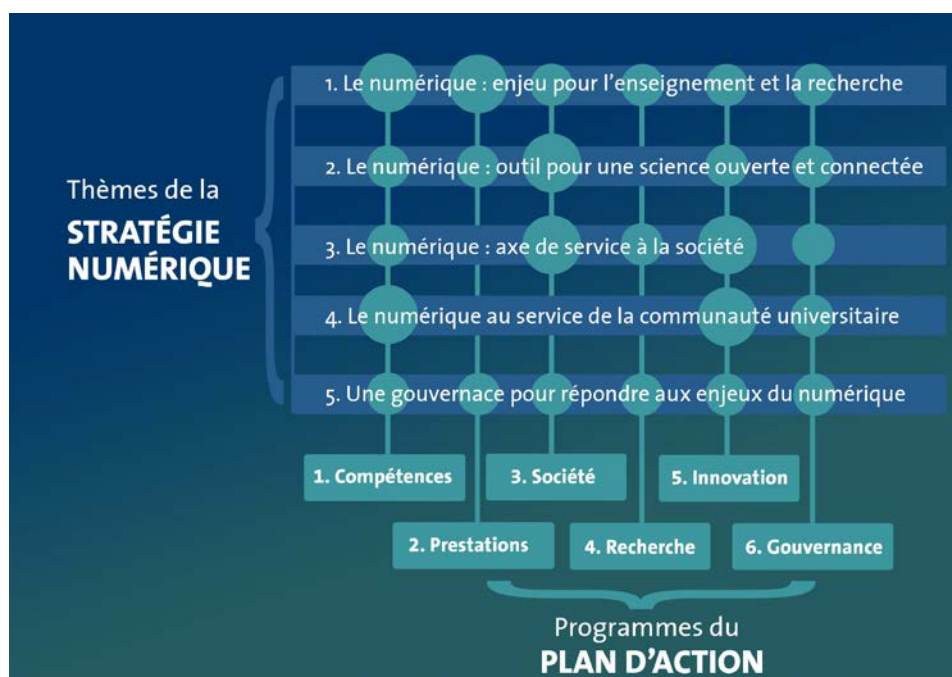 1. Le numérique : enjeu pour l'enseignement et la recherche
2. Le numérique : outil pour une science ouverte et connectée
Thèmes de la
STRATÉGIE
NUMÉRIQUE
3. Le numérique : axe de service à la société
4. Le numérique au service de la communauté universitaire
5. Une gouvernace pour répondre aux enjeux du numérique
1. Compétences
3. Société
5. Innovation
2. Prestations
4. Recherche
6. Gouvernance
Programmes du
PLAN D'ACTION